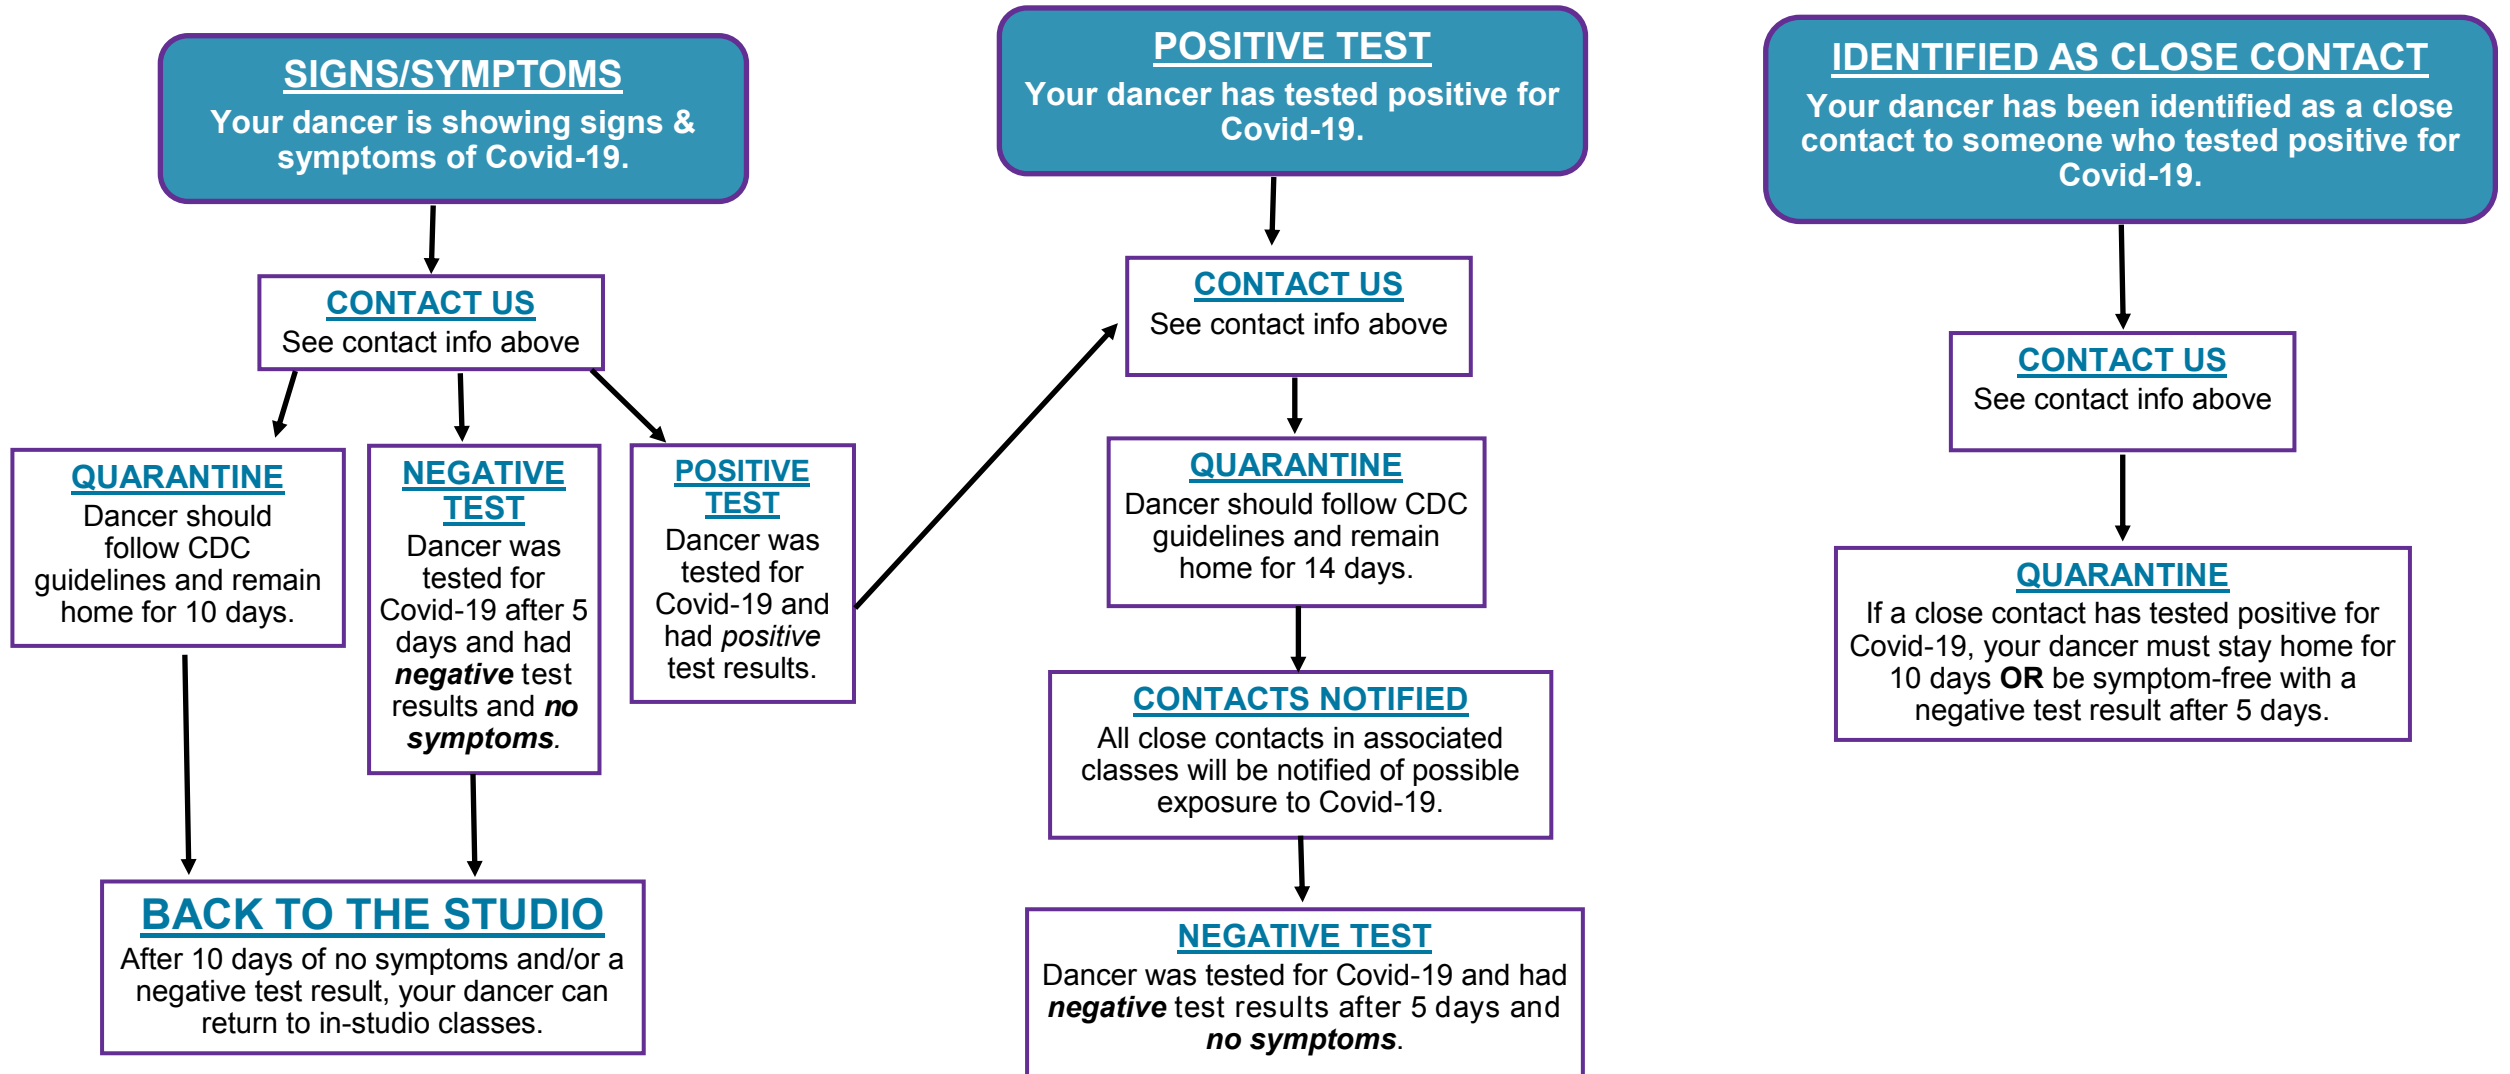 SIGNS/SYMPTOMS
Your dancer is showing signs &
symptoms of Covid-19.
CONTACT US
See contact info above
QUARANTINE
Dancer should
follow CDC
guidelines and remain
home for 10 days.
NEGATIVE
TEST
Dancer was
tested for
Covid-19 after 5
days and had
negative test
results and no
symptoms.
POSITIVE
TEST
Dancer was
tested for
Covid-19 and
had positive
test results.
BACK TO THE STUDIO
After 10 days of no symptoms and/or a
negative test result, your dancer can
return to in-studio classes.
POSITIVE TEST
Your dancer has tested positive for
Covid-19.
CONTACT US
See contact info above
QUARANTINE
Dancer should follow CDC
guidelines and remain
home for 14 days.
CONTACTS NOTIFIED
All close contacts in associated
classes will be notified of possible
exposure to Covid-19.
NEGATIVE TEST
Dancer was tested for Covid-19 and had
negative test results after 5 days and
no symptoms.
IDENTIFIED AS CLOSE CONTACT
Your dancer has been identified as a close
contact to someone who tested positive for
Covid-19.
CONTACT US
See contact info above
QUARANTINE
If a close contact has tested positive for
Covid-19, your dancer must stay home for
10 days OR be symptom-free with a
negative test result after 5 days.